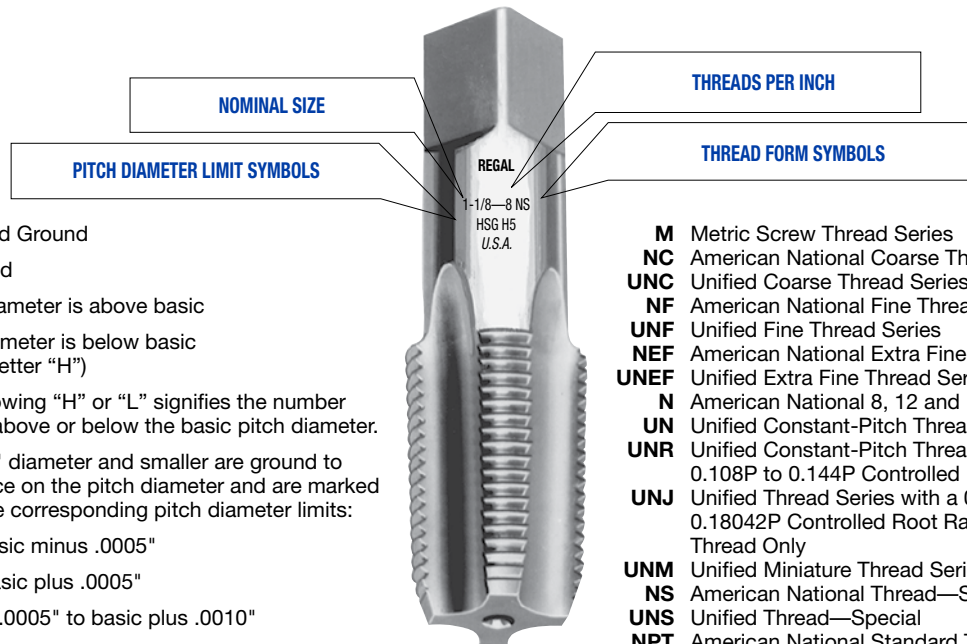 NOMINAL SIZE
PITCH DIAMETER LIMIT SYMBOLS
THREADS PER INCH
THREAD FORM SYMBOLS
REGAL
1-1/8—8 NS
HSG H5
U.S.A.
Ground
ameter is above basic
meter is below basic
etter “H”)
owing “H” or “L” signifies the number
above or below the basic pitch diameter.
" diameter and smaller are ground to
ce on the pitch diameter and are marked
e corresponding pitch diameter limits:
sic minus .0005"
asic plus .0005"
.0005" to basic plus .0010"
M Metric Screw Thread Series
NC American National Coarse Th
UNC Unified Coarse Thread Series
NF American National Fine Threa
UNF Unified Fine Thread Series
NEF American National Extra Fine
UNEF Unified Extra Fine Thread Ser
N American National 8, 12 and
UN Unified Constant-Pitch Threa
UNR Unified Constant-Pitch Threa
0.108P to 0.144P Controlled
UNJ Unified Thread Series with a
0.18042P Controlled Root Ra
Thread Only
UNM Unified Miniature Thread Seri
NS American National Thread—S
UNS Unified Thread—Special
NPT American National Standard T